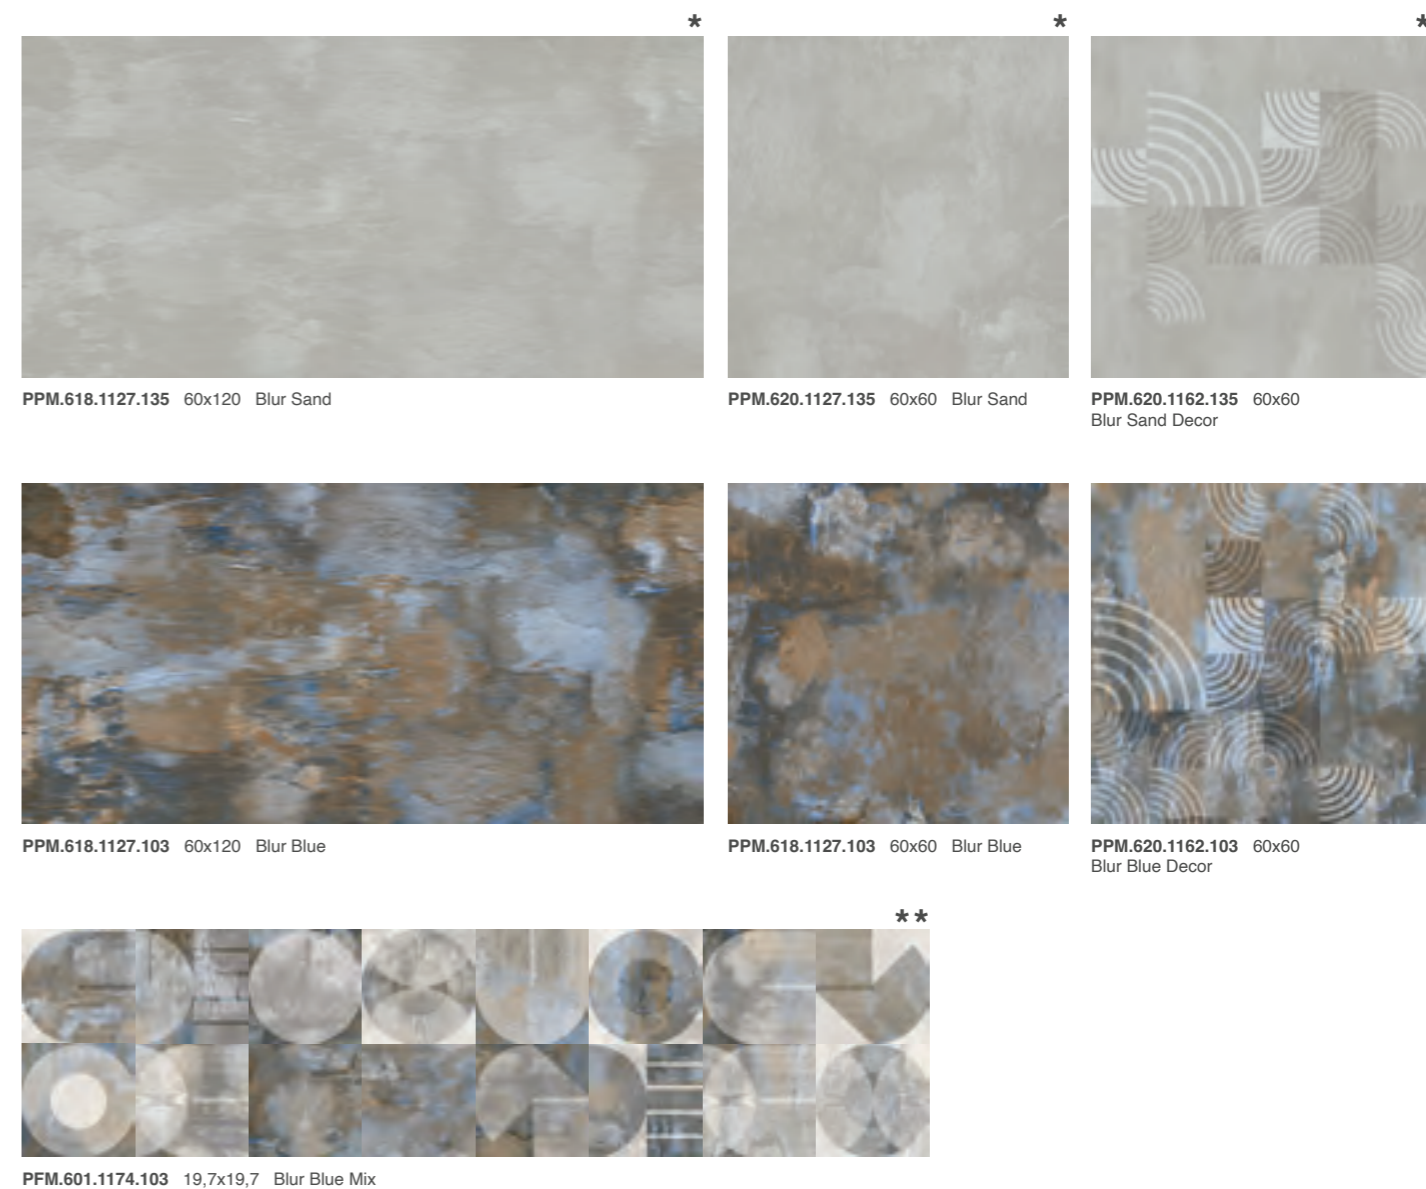 *
*
*
PPM.618.1127.135 60x120 Blur Sand
PPM.620.1127.135 60x60 Blur Sand
PPM.620.1162.135 60x60
Blur Sand Decor
PPM.618.1127.103 60x120 Blur Blue
PPM.618.1127.103 60x60 Blur Blue
PPM.620.1162.103 60x60
Blur Blue Decor
**
PFM.601.1174.103 19,7x19,7 Blur Blue Mix